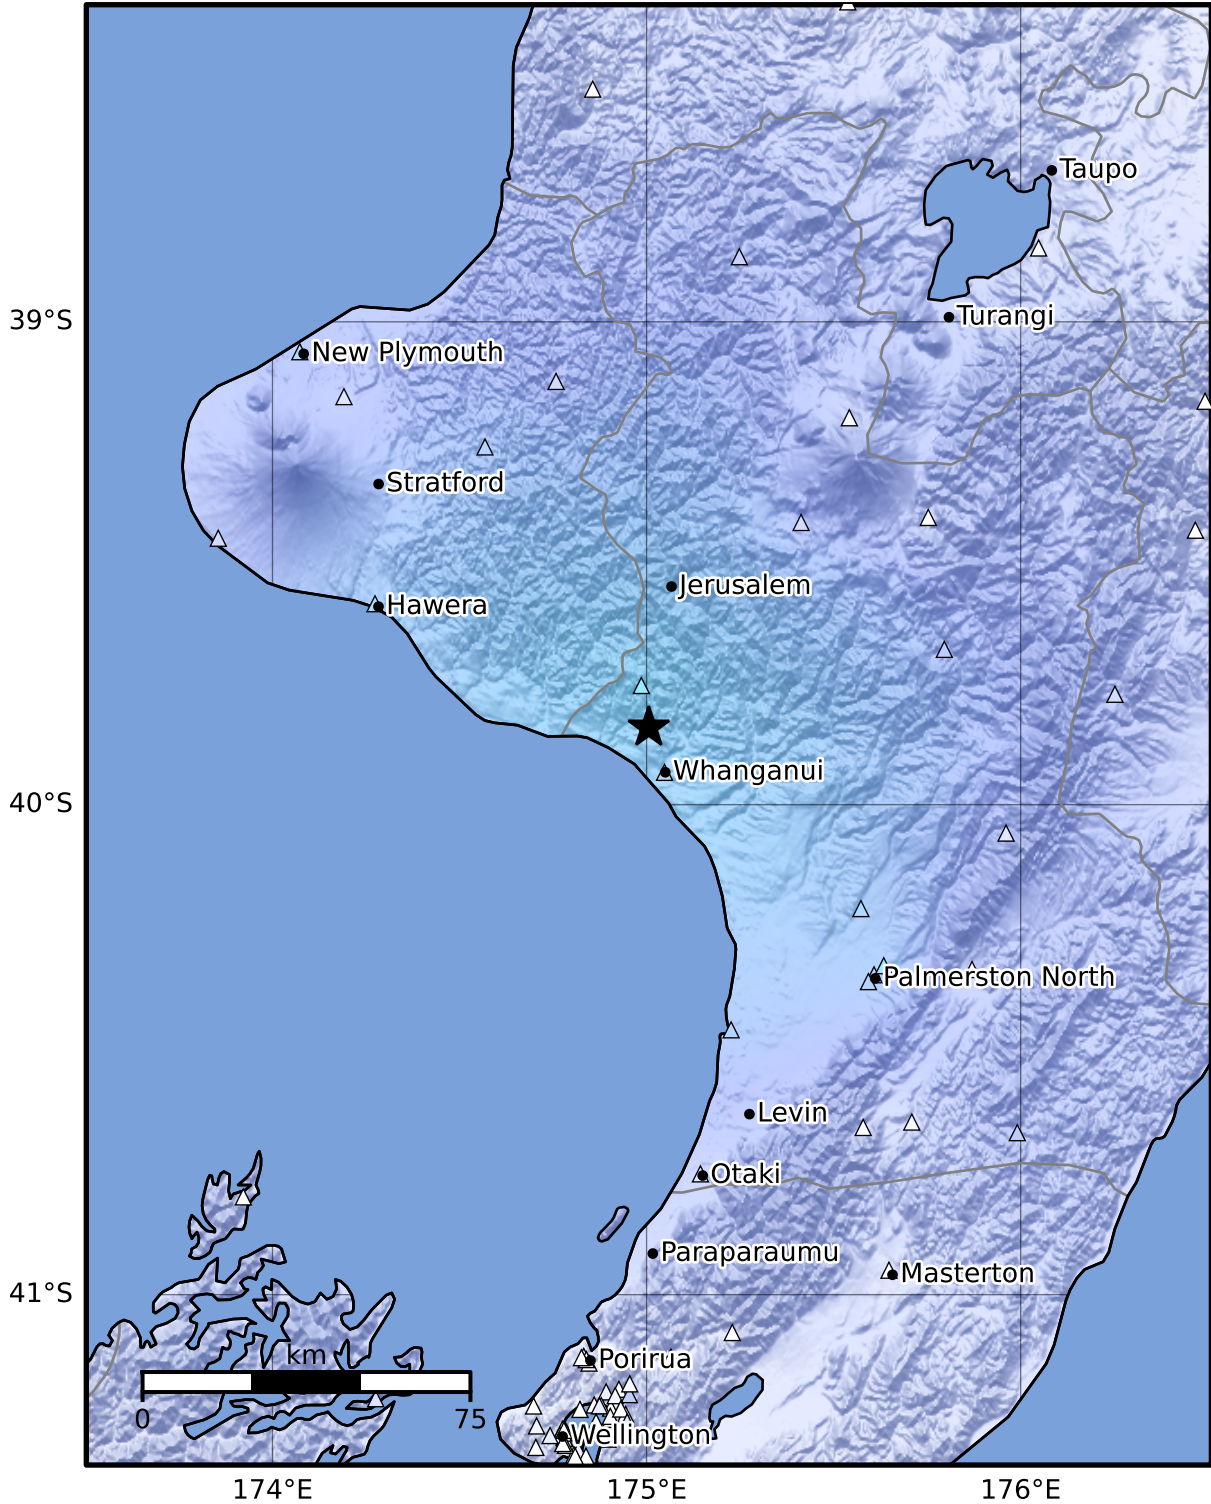 Taupo
Turangi
39°S
New Plymouth
Stratford
Jerusalem
Hawera
Whanganui
40°S
Palmerston North
Levin
Otaki
Paraparaumu
Masterton
41°S
km
Porirua
0
75
Wellington
174°E
175°E
176°E